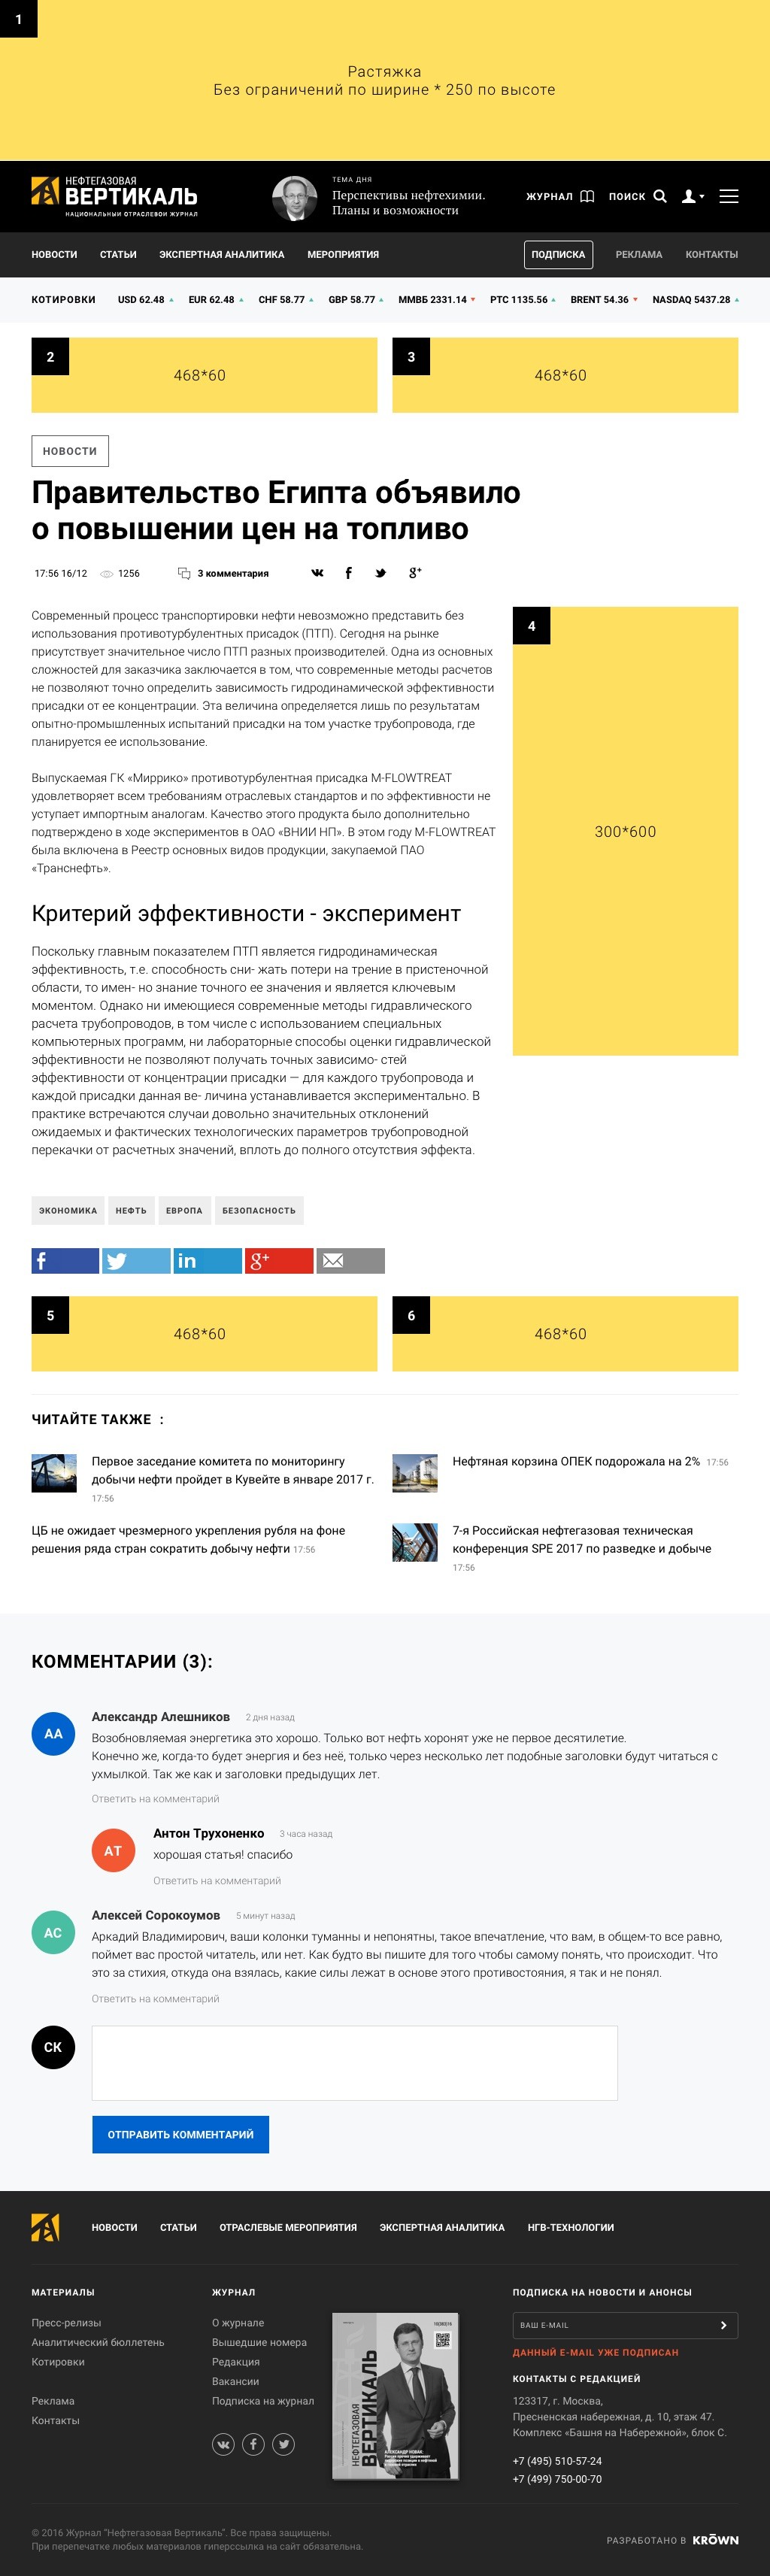 1
Растяжка
Без ограничений по ширине * 250 по высоте
НЕФТЕГАЗОВАЯ
ВЕРТИКАЛЬ
НАЦИОНАЛЬНЫЙ ОТРАСЛЕВОЙ ЖУРНАЛ
ТЕМА ДНЯ
Перспективы нефтехимии.
Планы и возможности
ЖУРНАЛ
ПОИСК
НОВОСТИ СТАТЬИ ЭКСПЕРТНАЯ АНАЛИТИКА МЕРОПРИЯТИЯ ПОДПИСКА РЕКЛАМА КОНТАКТЫ
КОТИРОВКИ USD 62.48 EUR 62.48 CHF 58.77 GBP 58.77 ММВБ 2331.14 РТС 1135.56 BRENT 54.36 NASDAQ 5437.28
2
468*60
3
468*60
НОВОСТИ
Правительство Египта объявило
о повышении цен на топливо
17:56 16/12 1256 3 комментария
Современный процесс транспортировки нефти невозможно представить без
использования противотурбулентных присадок (ПТП). Сегодня на рынке
присутствует значительное число ПТП разных производителей. Одна из основных
сложностей для заказчика заключается в том, что современные методы расчетов
не позволяют точно определить зависимость гидродинамической эффективности
присадки от ее концентрации. Эта величина определяется лишь по результатам
опытно-промышленных испытаний присадки на том участке трубопровода, где
планируется ее использование.
Выпускаемая ГК «Миррико» противотурбулентная присадка M-FLOWTREAT
удовлетворяет всем требованиям отраслевых стандартов и по эффективности не
уступает импортным аналогам. Качество этого продукта было дополнительно
подтверждено в ходе экспериментов в ОАО «ВНИИ НП». В этом году M-FLOWTREAT
была включена в Реестр основных видов продукции, закупаемой ПАО
«Транснефть».
4
300*600
Критерий эффективности - эксперимент
Поскольку главным показателем ПТП является гидродинамическая
эффективность, т.е. способность сни- жать потери на трение в пристеночной
области, то имен- но знание точного ее значения и является ключевым
моментом. Однако ни имеющиеся современные методы гидравлического
расчета трубопроводов, в том числе с использованием специальных
компьютерных программ, ни лабораторные способы оценки гидравлической
эффективности не позволяют получать точных зависимо- стей
эффективности от концентрации присадки — для каждого трубопровода и
каждой присадки данная ве- личина устанавливается экспериментально. В
практике встречаются случаи довольно значительных отклонений
ожидаемых и фактических технологических параметров трубопроводной
перекачки от расчетных значений, вплоть до полного отсутствия эффекта.
ЭКОНОМИКА НЕФТЬ ЕВРОПА БЕЗОПАСНОСТЬ
5
468*60
6
468*60
ЧИТАЙТЕ ТАКЖЕ :
Первое заседание комитета по мониторингу
добычи нефти пройдет в Кувейте в январе 2017 г.
17:56
Нефтяная корзина ОПЕК подорожала на 2% 17:56
ЦБ не ожидает чрезмерного укрепления рубля на фоне
решения ряда стран сократить добычу нефти 17:56
7-я Российская нефтегазовая техническая
конференция SPE 2017 по разведке и добыче
17:56
КОММЕНТАРИИ (3):
АА
Александр Алешников 2 дня назад
Возобновляемая энергетика это хорошо. Только вот нефть хоронят уже не первое десятилетие.
Конечно же, когда-то будет энергия и без неё, только через несколько лет подобные заголовки будут читаться с
ухмылкой. Так же как и заголовки предыдущих лет.
Ответить на комментарий
АТ
Антон Трухоненко 3 часа назад
хорошая статья! спасибо
Ответить на комментарий
АС
Алексей Сорокоумов 5 минут назад
Аркадий Владимирович, ваши колонки туманны и непонятны, такое впечатление, что вам, в общем-то все равно,
поймет вас простой читатель, или нет. Как будто вы пишите для того чтобы самому понять, что происходит. Что
это за стихия, откуда она взялась, какие силы лежат в основе этого противостояния, я так и не понял.
Ответить на комментарий
СК
ОТПРАВИТЬ КОММЕНТАРИЙ
НОВОСТИ СТАТЬИ ОТРАСЛЕВЫЕ МЕРОПРИЯТИЯ ЭКСПЕРТНАЯ АНАЛИТИКА НГВ-ТЕХНОЛОГИИ
МАТЕРИАЛЫ
Пресс-релизы
Аналитический бюллетень
Котировки
Реклама
Контакты
ЖУРНАЛ
О журнале
Вышедшие номера
Редакция
Вакансии
Подписка на журнал
НЕФТЕГАЗОВАЯ
ВЕРТИКАЛЬ
АЛЕКСАНДР НОВАК:
ПОДПИСКА НА НОВОСТИ И АНОНСЫ
ВАШ E-MAIL
ДАННЫЙ E-MAIL УЖЕ ПОДПИСАН
КОНТАКТЫ С РЕДАКЦИЕЙ
123317, г. Москва,
Пресненская набережная, д. 10, этаж 47.
Комплекс «Башня на Набережной», блок С.
+7 (495) 510-57-24
+7 (499) 750-00-70
© 2016 Журнал "Нефтегазовая Вертикаль". Все права защищены.
При перепечатке любых материалов гиперссылка на сайт обязательна.
РАЗРАБОТАНО В KRŌWN